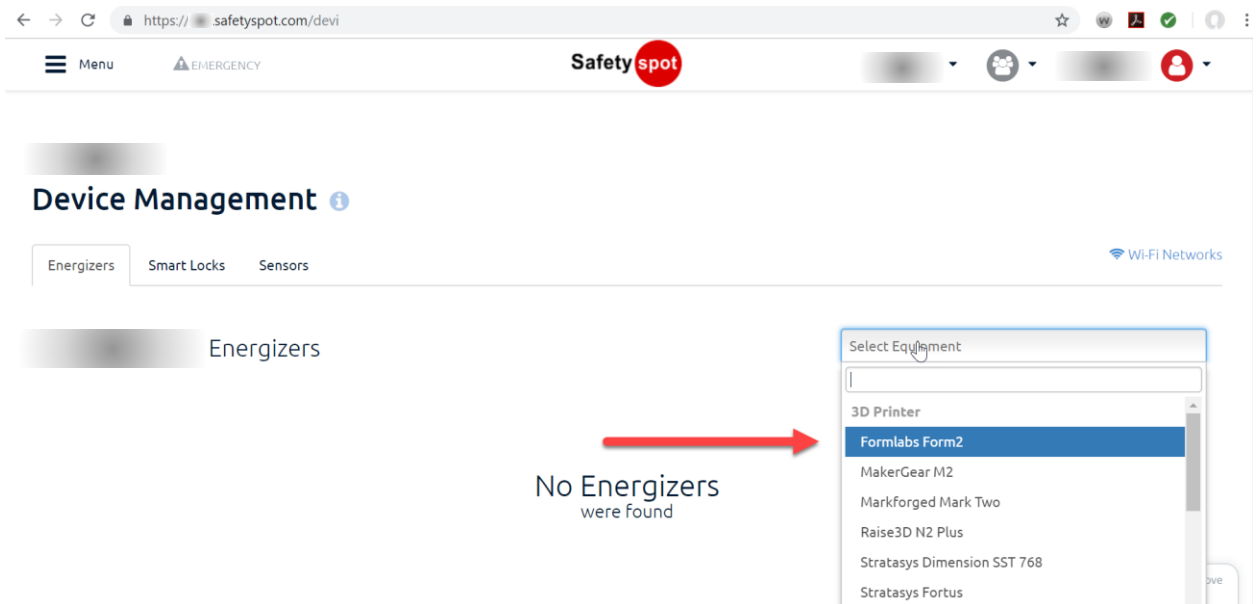 https:// .safetyspot.com/devi
Menu
EMERGENCY
Safety spot
Device Management
Energizers
Smart Locks
Sensors
Wi-Fi Networks
Energizers
Select Equipment
3D Printer
Formlabs Form2
MakerGear M2
Markforged Mark Two
Raise3D N2 Plus
Stratasys Dimension SST 768
Stratasys Fortus
No Energizers
were found